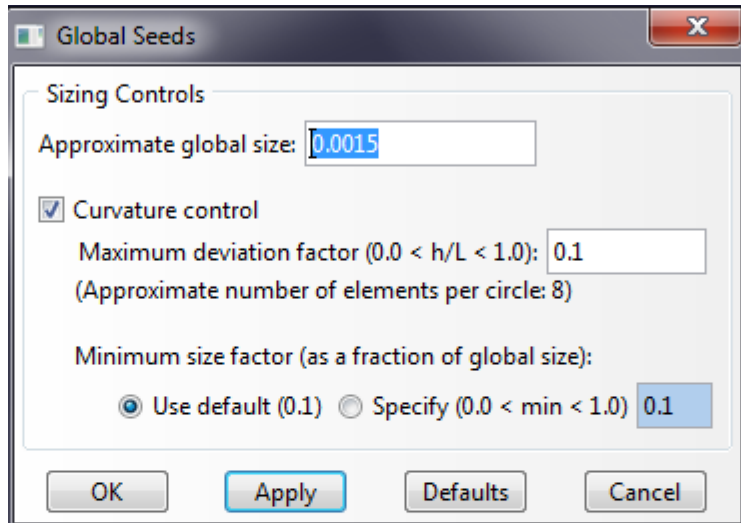 Global Seeds
Sizing Controls
Approximate global size: 0.0015
Curvature control
Maximum deviation factor (0.0 < h/L < 1.0): 0.1
(Approximate number of elements per circle: 8)
Minimum size factor (as a fraction of global size):
Use default (0.1) Specify (0.0 < min < 1.0) 0.1
OK Apply Defaults Cancel